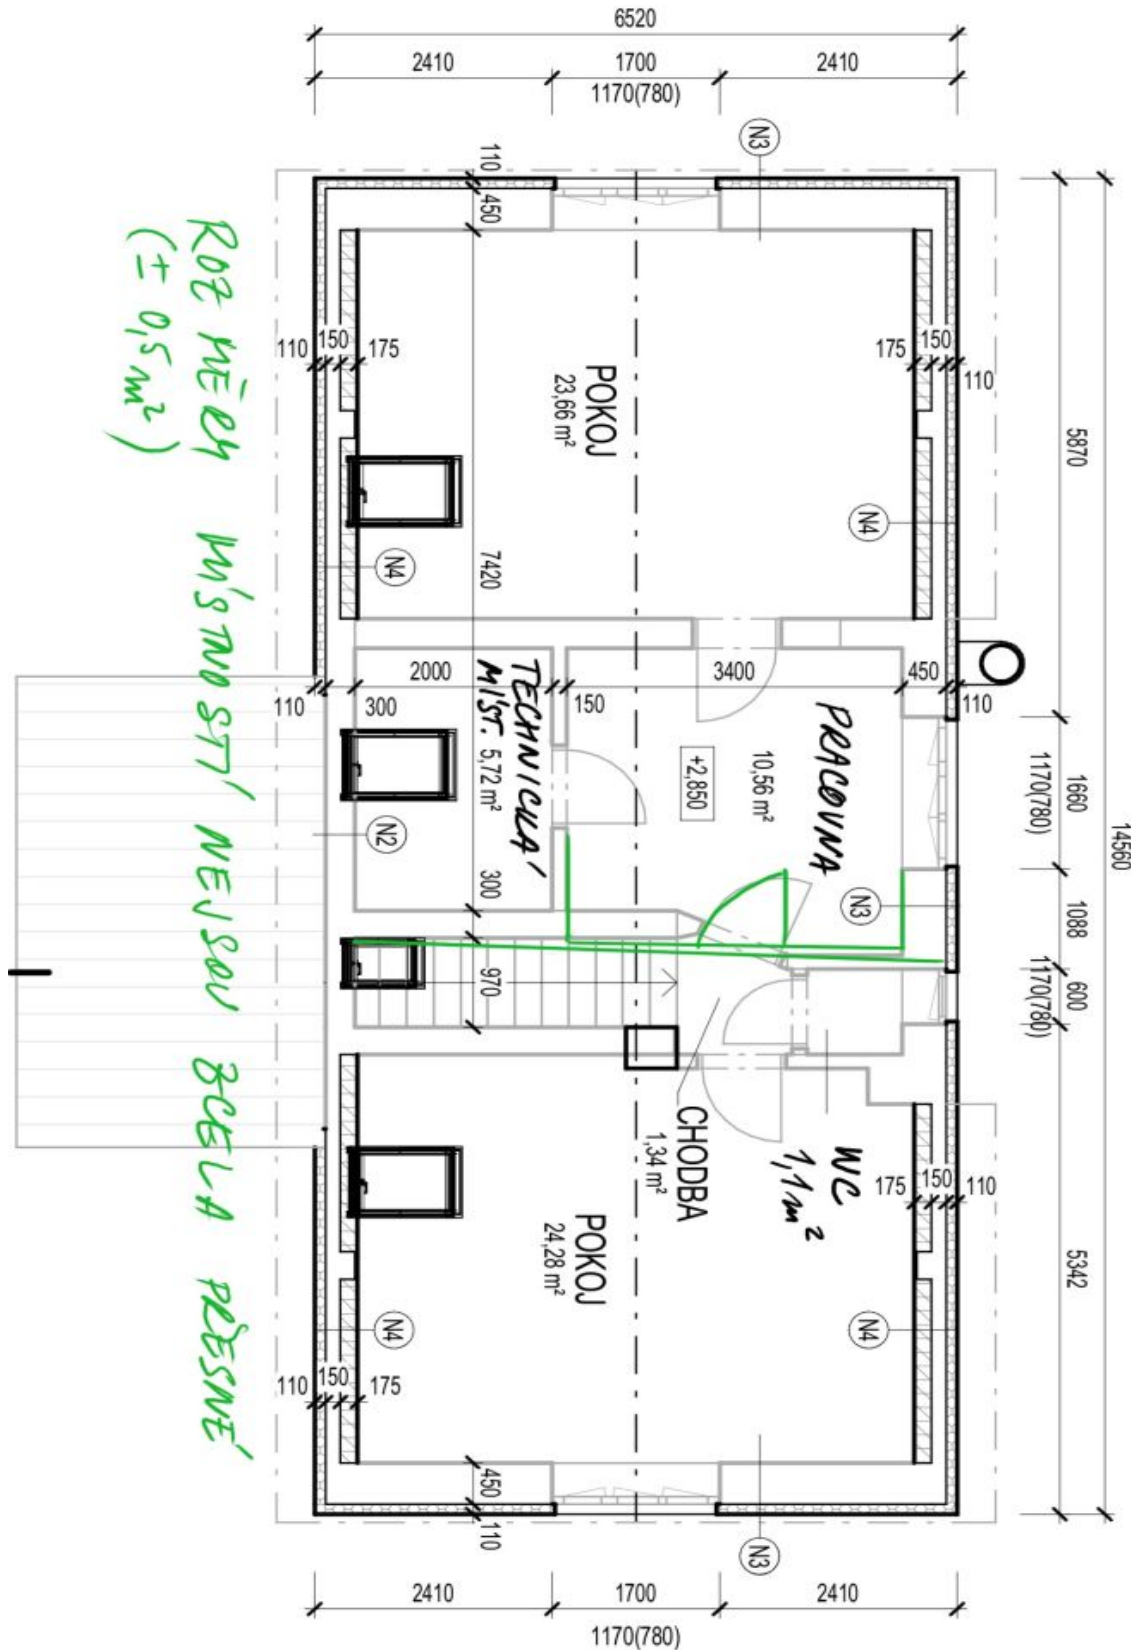 6520
2410 1700 2410
1170(780)
N3
110
450
110 150 175
175 150 110
POKOJ
23,66 m²
N4
N4
7420
5870
14560
ROZMĚRY MÍSTNOSTÍ NEJSOU ZCELA PŘESNÉ
(± 0,5 m²)
110 300 2000 150 3400 450 110
TECHNICKÁ
MÍST. 5,72 m²
PRACOVNA
10,56 m²
+2,850
1660
1170(780)
N2
300
N3
1088
970
600
1170(780)
CHODBA
1,34 m²
WC
1,1 m²
175 150 110
POKOJ
24,28 m²
N4
N4
5342
110 150 175
450
110
N3
2410 1700 2410
1170(780)